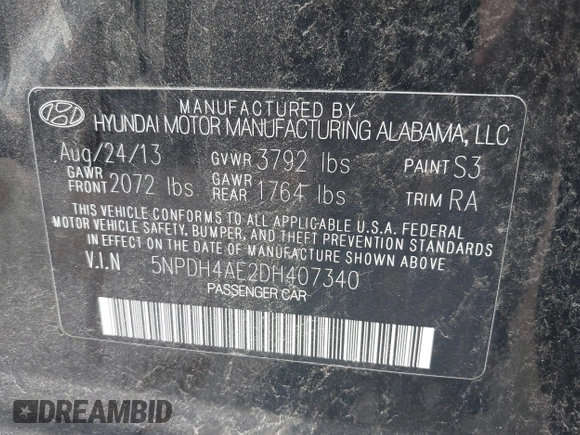 MANUFACTURED BY
HYUNDAI MOTOR MANUFACTURING ALABAMA, LLC
Aug/24/13 GVWR 3792 lbs PAINT S3
GAWR FRONT 2072 lbs GAWR REAR 1764 lbs TRIM RA
THIS VEHICLE CONFORMS TO ALL APPLICABLE U.S.A. FEDERAL
MOTOR VEHICLE SAFETY, BUMPER, AND THEFT PREVENTION STANDARDS
IN EFFECT ON THE DATE OF MANUFACTURE SHOWN ABOVE.
V.I.N 5NPDH4AE2DH407340
PASSENGER CAR
DREAMBID